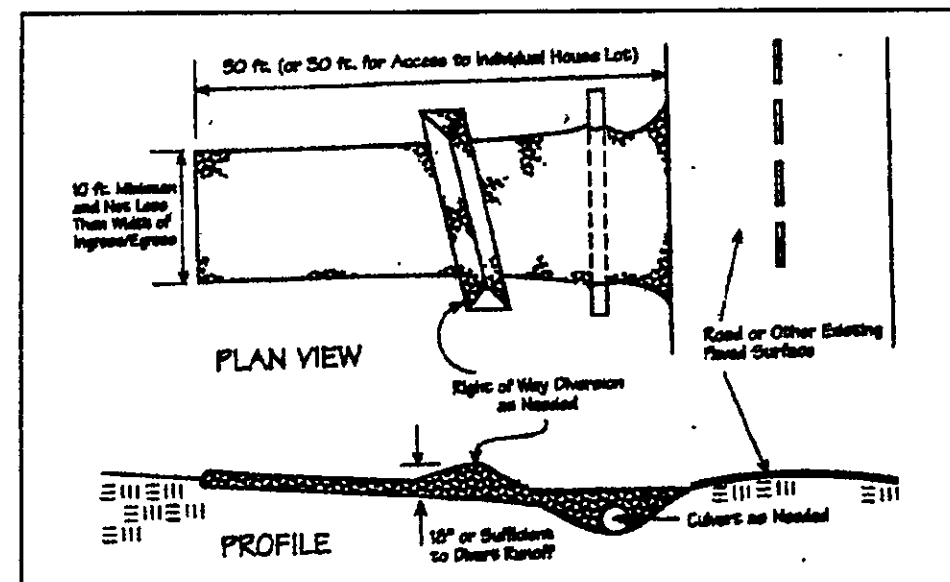 50 ft. (or 30 ft. for Access to Individual House Lot)
10 ft. Minimum
and Not Less
Than Width of
Ingress/Egress
PLAN VIEW
Right of Way Diversion
as Needed
Road or Other Existing
Paved Surface
18" or Sufficient
to Divert Runoff
Culvert as Needed
PROFILE